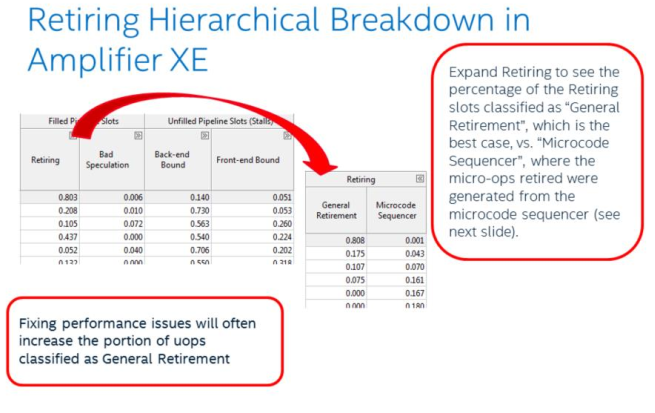 Retiring Hierarchical Breakdown in
Amplifier XE
Expand Retiring to see the
percentage of the Retiring
slots classified as “General
Retirement”, which is the
best case, vs. “Microcode
Sequencer”, where the
micro-ops retired were
generated from the
microcode sequencer (see
next slide).
Filled Slots Unfilled Pipeline Slots (Stalls)
Retiring Bad Speculation Back-end Bound Front-end Bound
0.803 0.006 0.140 0.051
0.208 0.010 0.730 0.053
0.105 0.072 0.563 0.260
0.437 0.000 0.540 0.224
0.052 0.040 0.706 0.202
0.132 0.000 0.550 0.318
Retiring
General Retirement Microcode Sequencer
0.808 0.001
0.175 0.043
0.107 0.070
0.075 0.161
0.000 0.167
0.000 0.180
Fixing performance issues will often
increase the portion of uops
classified as General Retirement